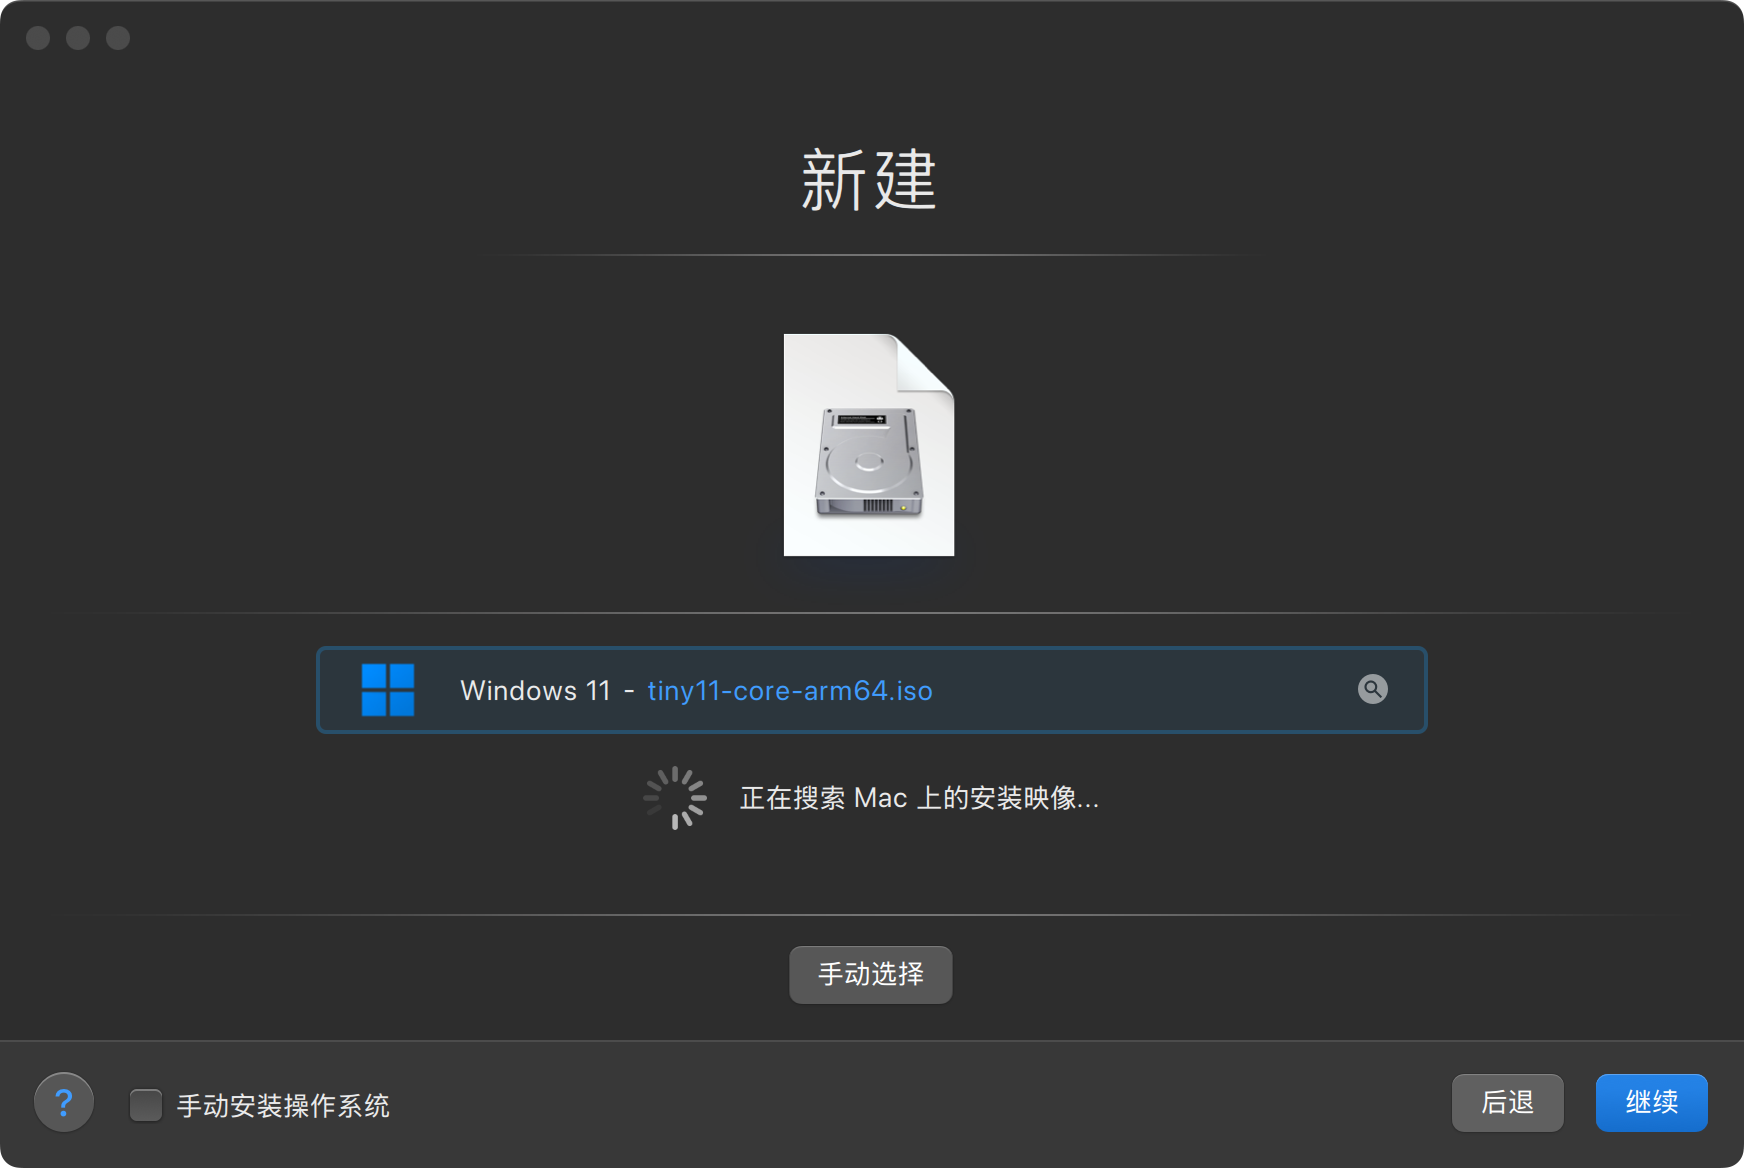 新建
Windows 11 - tiny11-core-arm64.iso
正在搜索 Mac 上的安装映像...
手动选择
? 手动安装操作系统 后退 继续